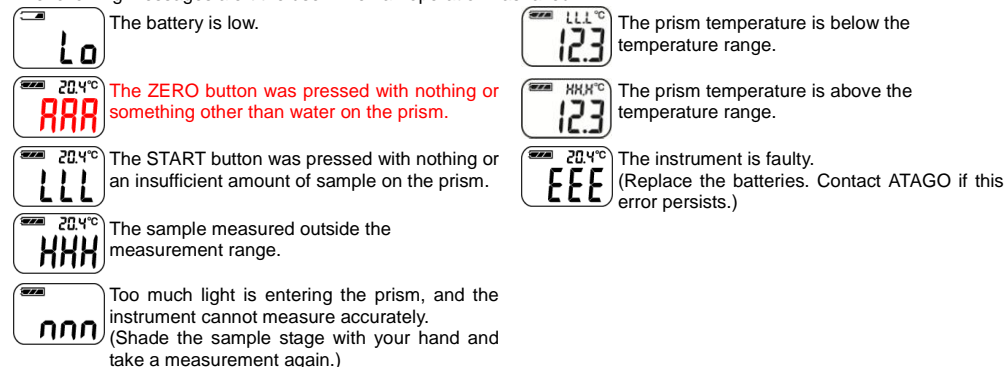 Lo
The battery is low.
20.4°C
AAA
The ZERO button was pressed with nothing or
something other than water on the prism.
20.4°C
LLL
The START button was pressed with nothing or
an insufficient amount of sample on the prism.
20.4°C
HHH
The sample measured outside the
measurement range.
nnn
Too much light is entering the prism, and the
instrument cannot measure accurately.
(Shade the sample stage with your hand and
take a measurement again.)
LL.L°C
12.3
The prism temperature is below the
temperature range.
HH.H°C
12.3
The prism temperature is above the
temperature range.
20.4°C
EEE
The instrument is faulty.
(Replace the batteries. Contact ATAGO if this
error persists.)